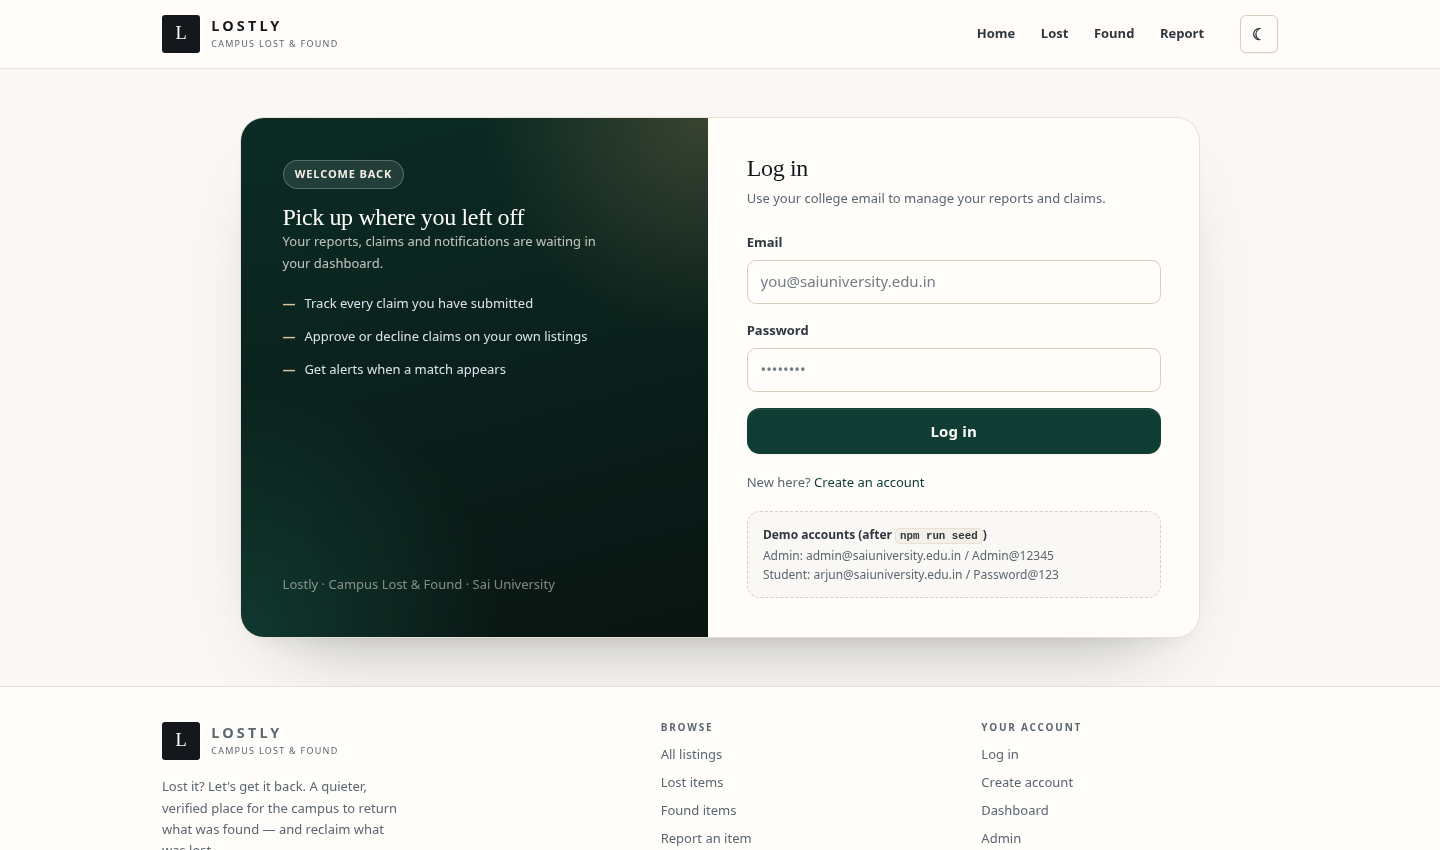 L
LOSTLY
CAMPUS LOST & FOUND
Home Lost Found Report
WELCOME BACK
Pick up where you left off
Your reports, claims and notifications are waiting in
your dashboard.
— Track every claim you have submitted
— Approve or decline claims on your own listings
— Get alerts when a match appears
Lostly · Campus Lost & Found · Sai University
Log in
Use your college email to manage your reports and claims.
Email
you@saiuniversity.edu.in
Password
••••••••
Log in
New here? Create an account
Demo accounts (after npm run seed)
Admin: admin@saiuniversity.edu.in / Admin@12345
Student: arjun@saiuniversity.edu.in / Password@123
L
LOSTLY
CAMPUS LOST & FOUND
Lost it? Let's get it back. A quieter,
verified place for the campus to return
what was found — and reclaim what
was lost.
BROWSE
All listings
Lost items
Found items
Report an item
YOUR ACCOUNT
Log in
Create account
Dashboard
Admin